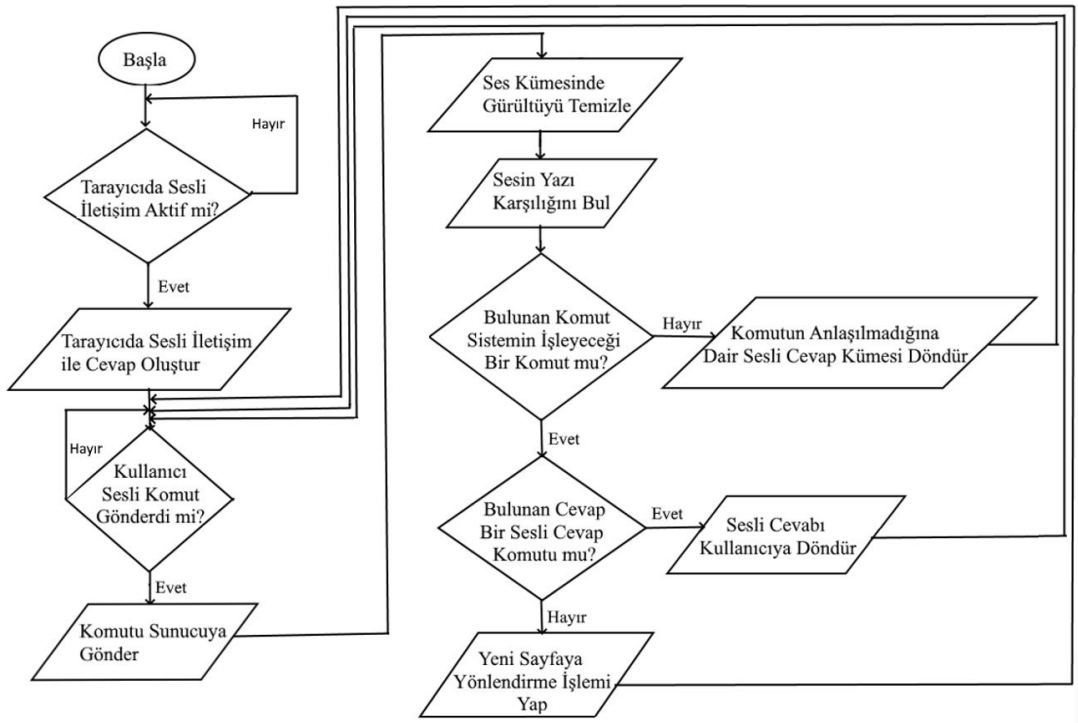 Başla
Hayır
Tarayıcıda Sesli
İletişim Aktif mi?
Evet
Tarayıcıda Sesli İletişim
ile Cevap Oluştur
Hayır
Kullanıcı
Sesli Komut
Gönderdi mi?
Evet
Komutu Sunucuya
Gönder
Ses Kümesinde
Gürültüyü Temizle
Sesin Yazı
Karşılığını Bul
Bulunan Komut
Sistemin İşleyeceği
Bir Komut mu?
Hayır
Komutun Anlaşılmadığına
Dair Sesli Cevap Kümesi Döndür
Evet
Bulunan Cevap
Bir Sesli Cevap
Komutu mu?
Evet
Sesli Cevabı
Kullanıcıya Döndür
Hayır
Yeni Sayfaya
Yönlendirme İşlemi
Yap